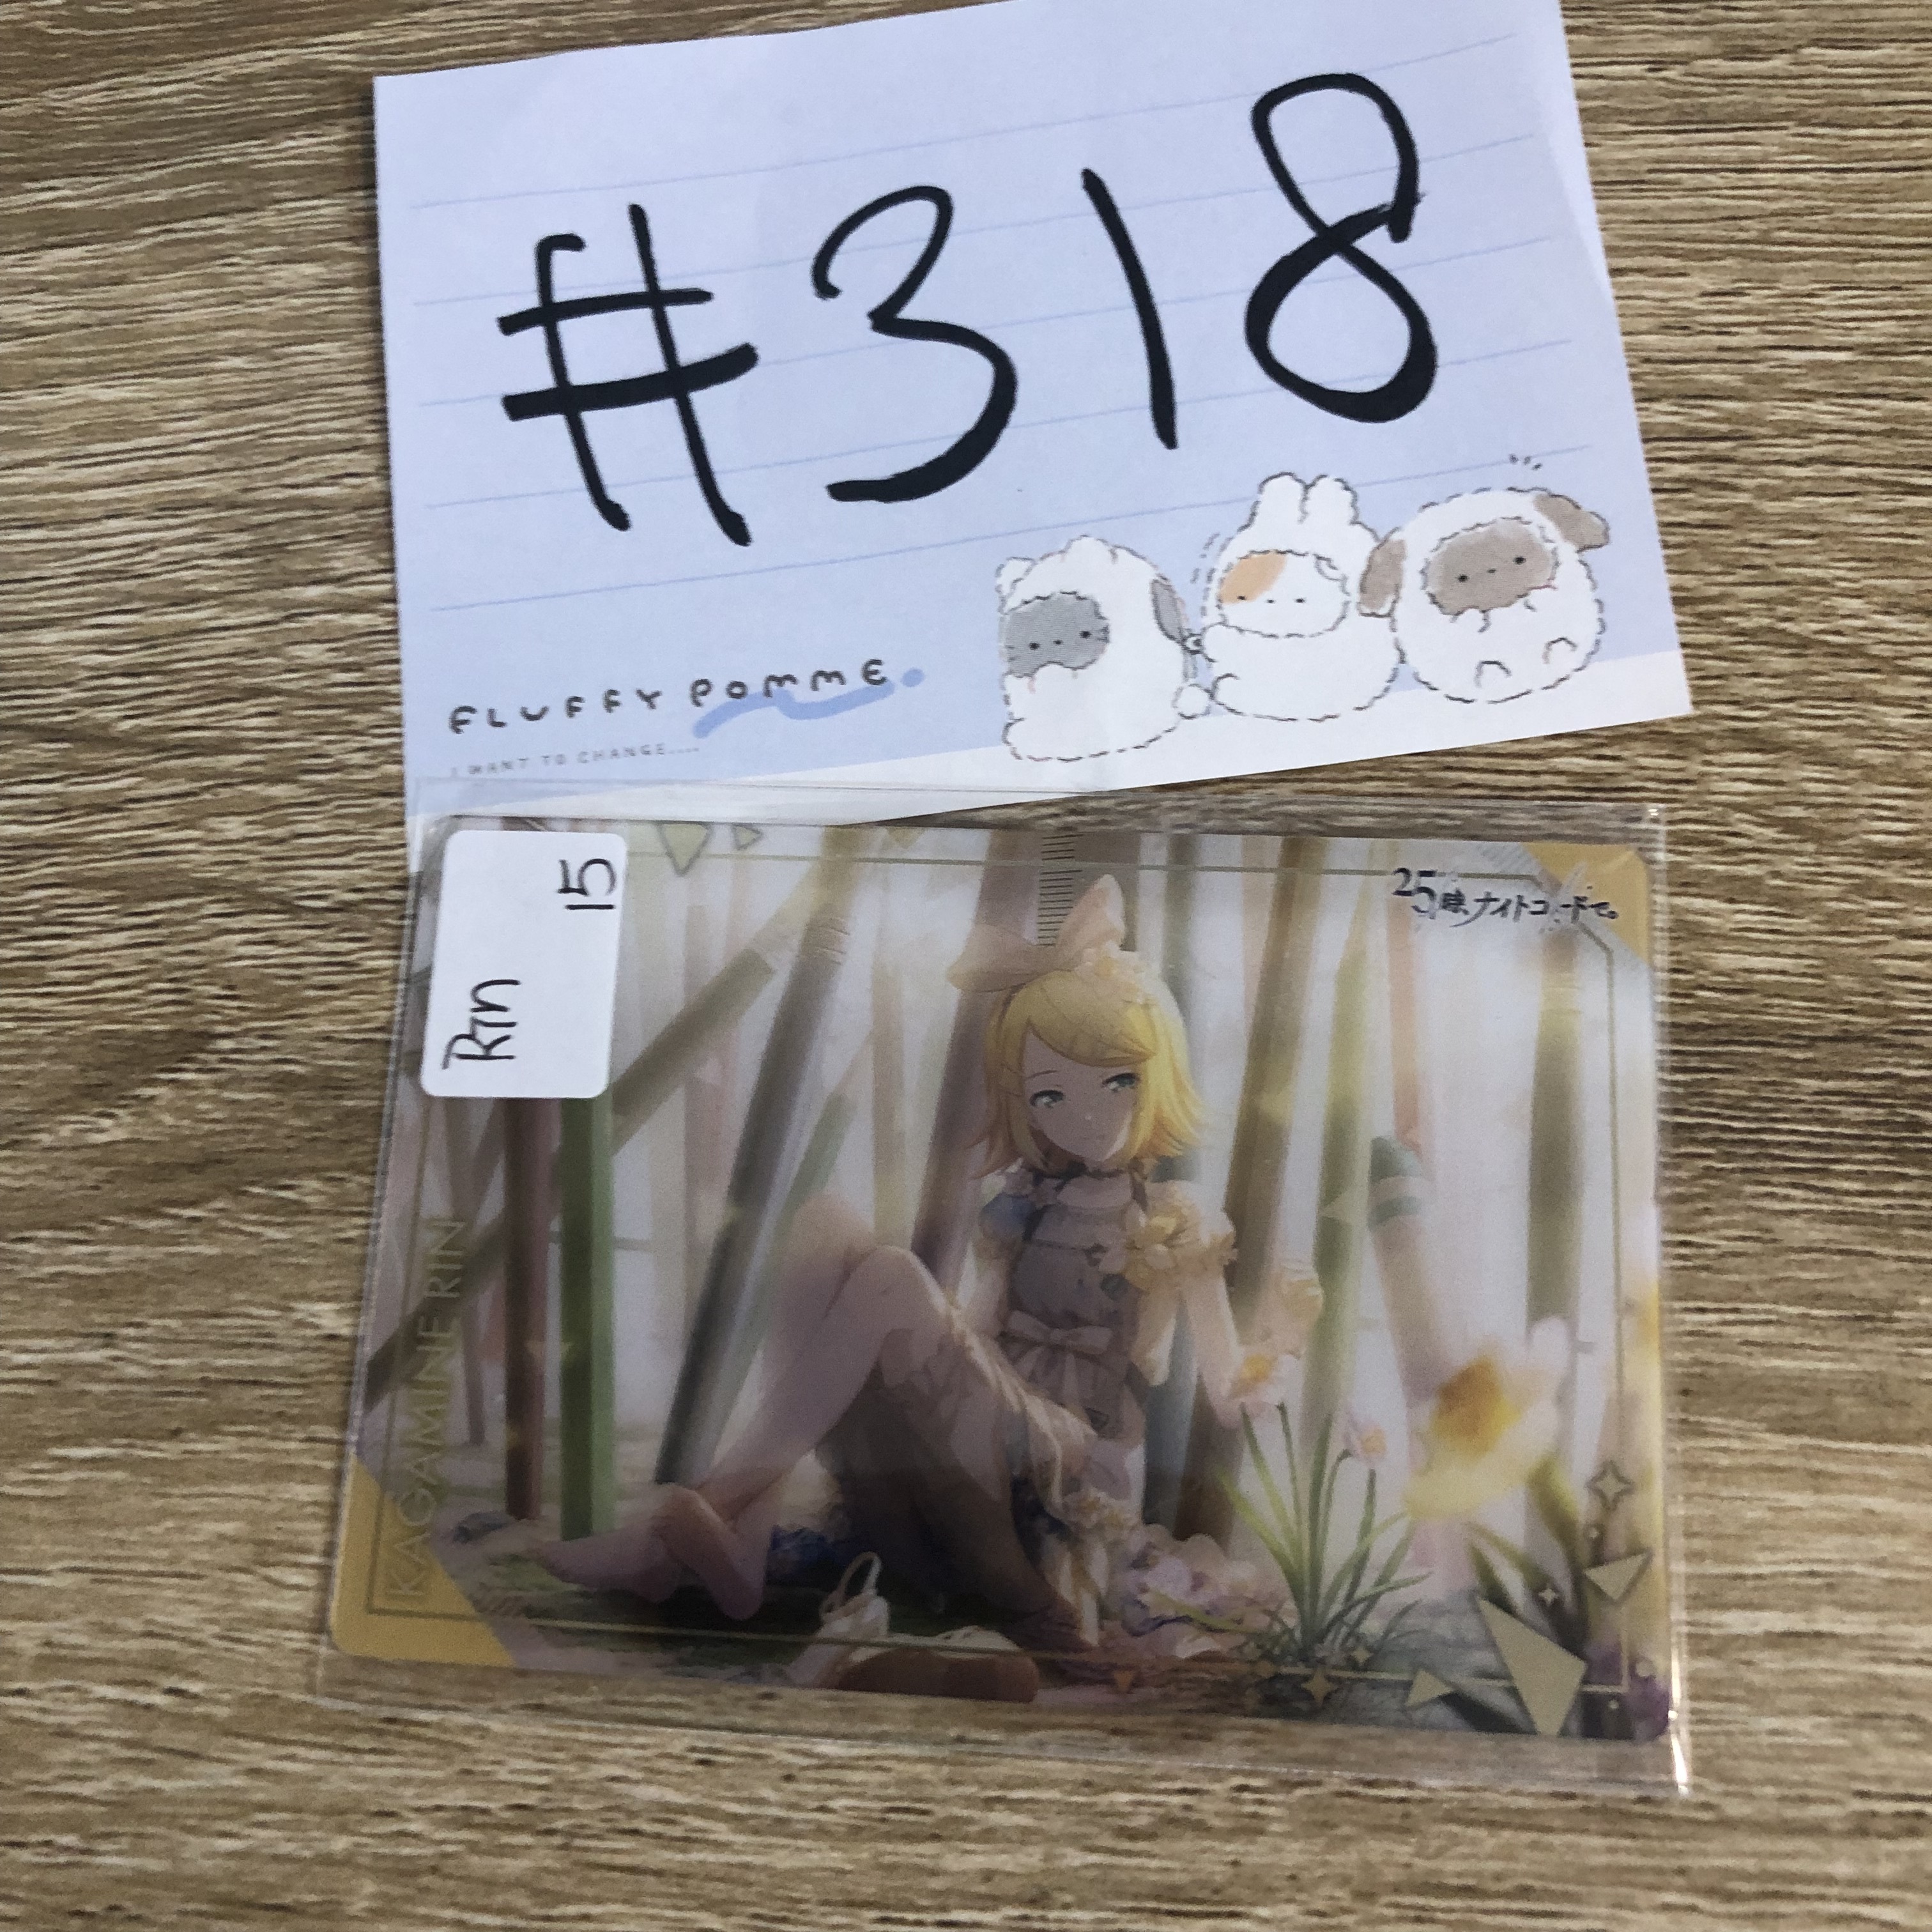 #318
FLUFFY POMME.
I WANT TO CHANGE....
Rin 15
25時、ナイトコードで。
KAGAMINE RIN